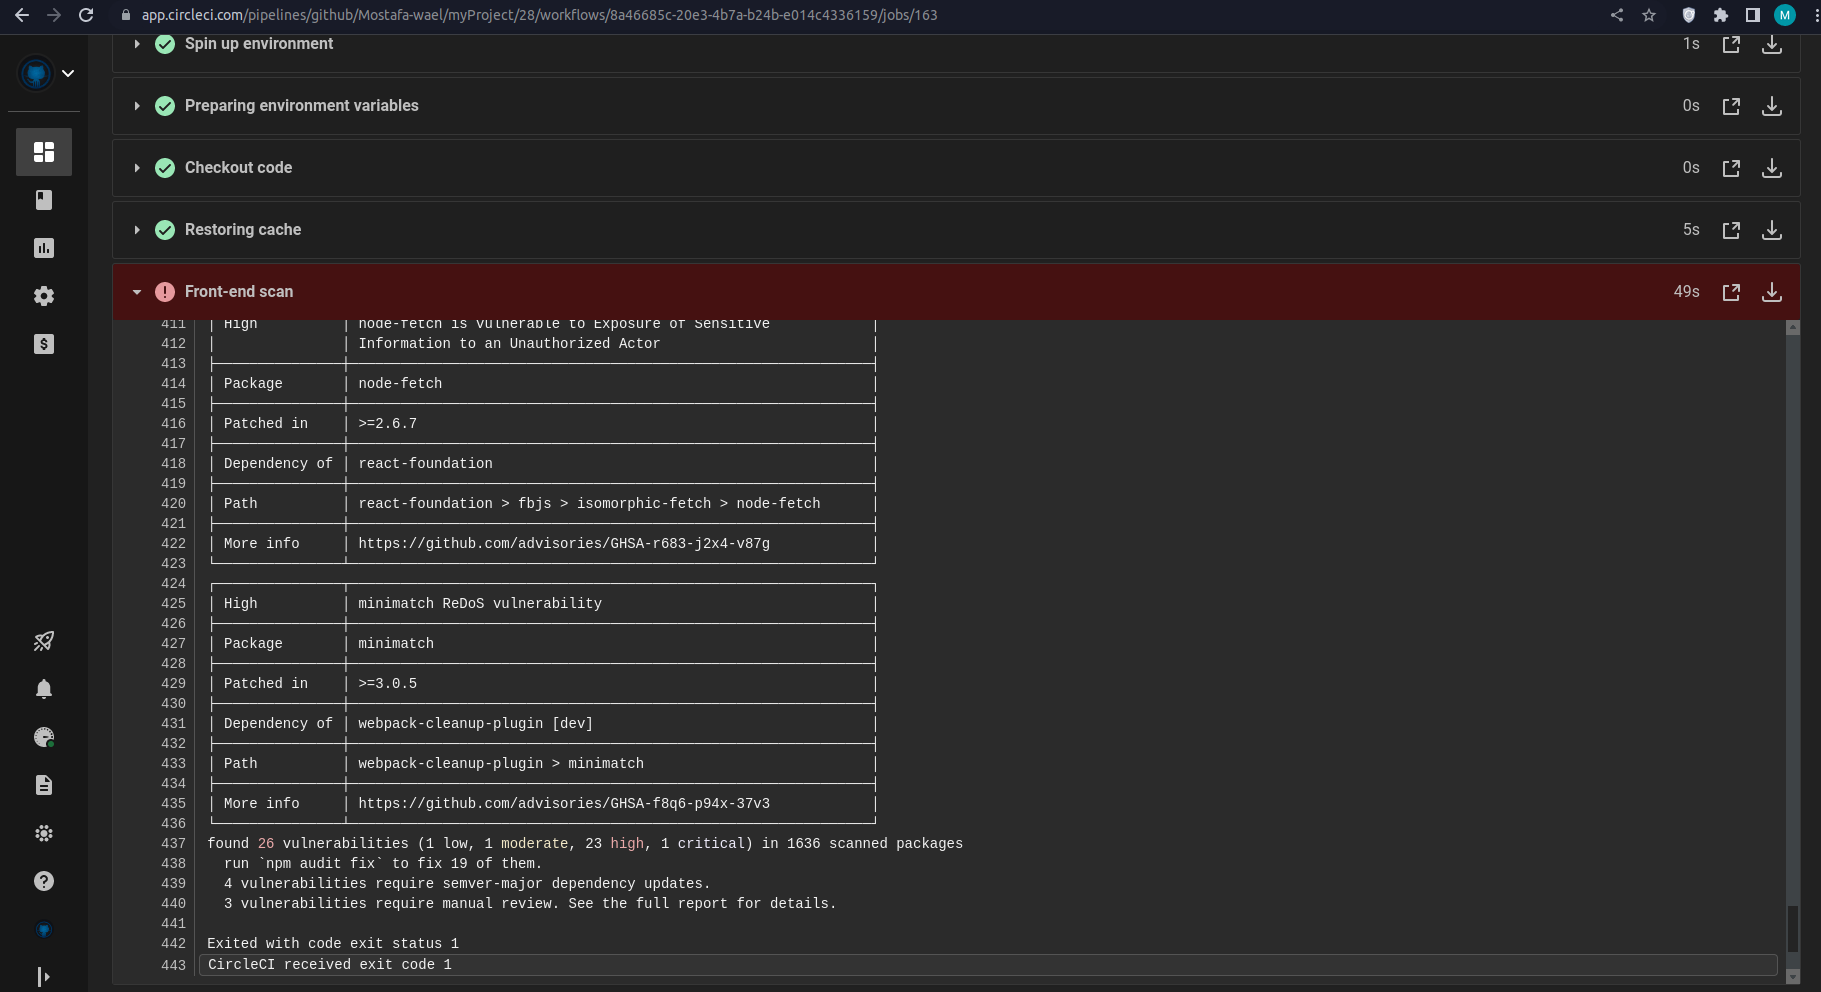 app.circleci.com/pipelines/github/Mostafa-wael/myProject/28/workflows/8a46685c-20e3-4b7a-b24b-e014c4336159/jobs/163
M
Spin up environment 1s
Preparing environment variables 0s
Checkout code 0s
Restoring cache 5s
Front-end scan 49s
411 │ High │ node-fetch is vulnerable to Exposure of Sensitive │
412 │ │ Information to an Unauthorized Actor │
413
414 │ Package │ node-fetch │
415
416 │ Patched in │ >=2.6.7 │
417
418 │ Dependency of │ react-foundation │
419
420 │ Path │ react-foundation > fbjs > isomorphic-fetch > node-fetch │
421
422 │ More info │ https://github.com/advisories/GHSA-r683-j2x4-v87g │
423
424
425 │ High │ minimatch ReDoS vulnerability │
426
427 │ Package │ minimatch │
428
429 │ Patched in │ >=3.0.5 │
430
431 │ Dependency of │ webpack-cleanup-plugin [dev] │
432
433 │ Path │ webpack-cleanup-plugin > minimatch │
434
435 │ More info │ https://github.com/advisories/GHSA-f8q6-p94x-37v3 │
436
437 found 26 vulnerabilities (1 low, 1 moderate, 23 high, 1 critical) in 1636 scanned packages
438 run `npm audit fix` to fix 19 of them.
439 4 vulnerabilities require semver-major dependency updates.
440 3 vulnerabilities require manual review. See the full report for details.
441
442 Exited with code exit status 1
443 CircleCI received exit code 1